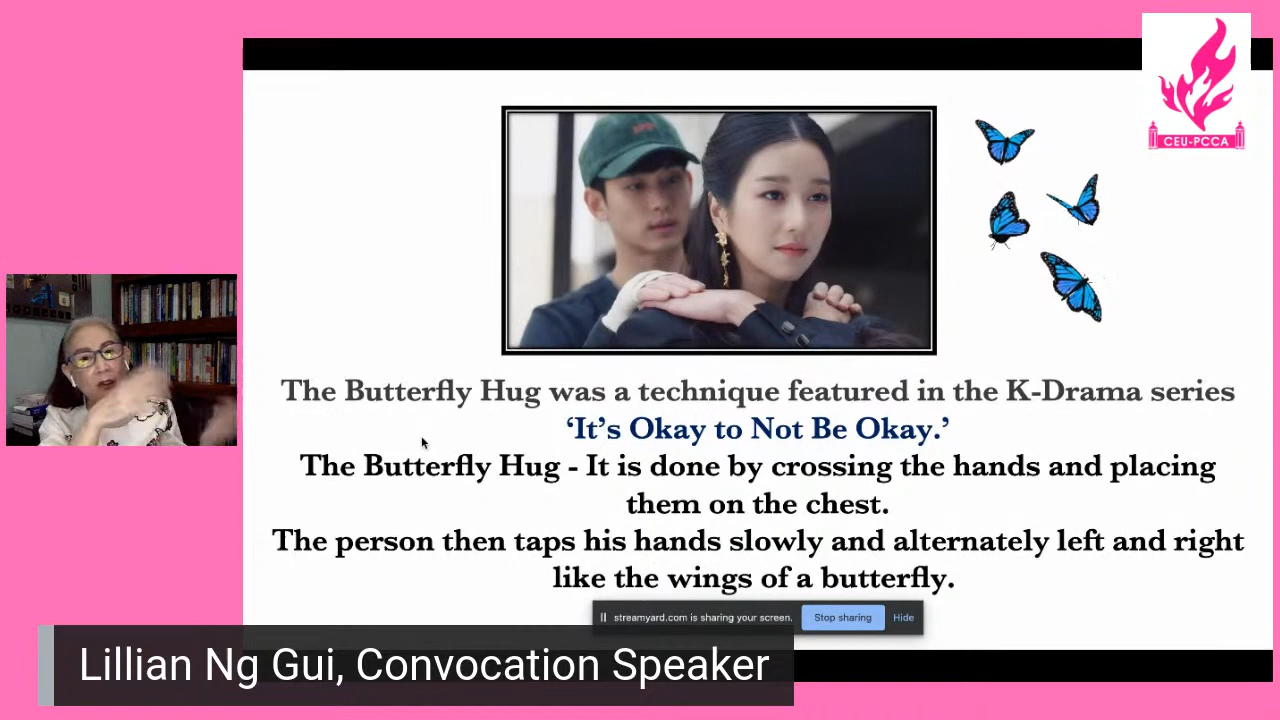 CEU-PCCA
The Butterfly Hug was a technique featured in the K-Drama series
‘It’s Okay to Not Be Okay.’
The Butterfly Hug - It is done by crossing the hands and placing
them on the chest.
The person then taps his hands slowly and alternately left and right
like the wings of a butterfly.
streamyard.com is sharing your screen.
Stop sharing
Hide
Lillian Ng Gui, Convocation Speaker